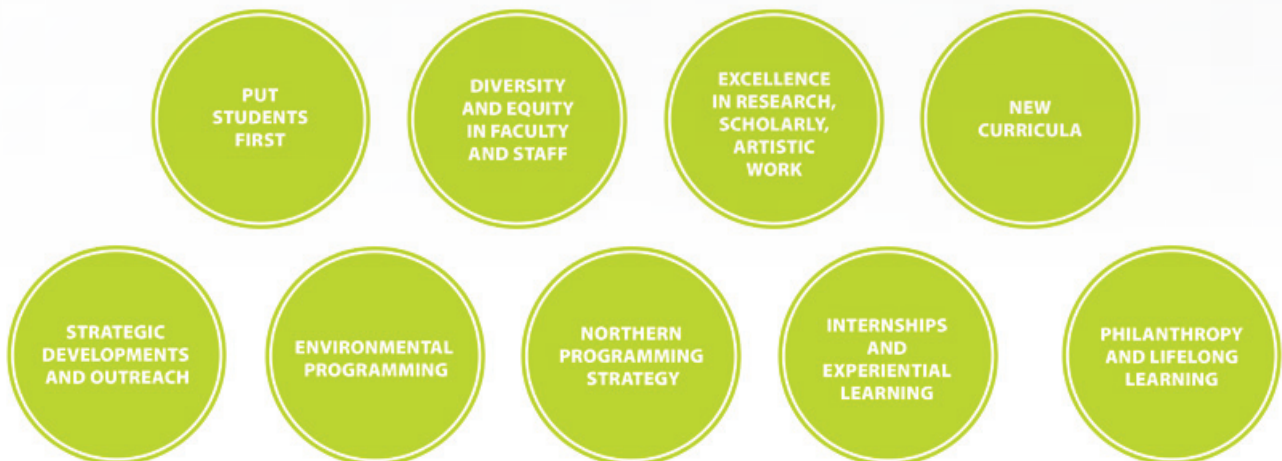 PUT
STUDENTS
FIRST
DIVERSITY
AND EQUITY
IN FACULTY
AND STAFF
EXCELLENCE
IN RESEARCH,
SCHOLARLY,
ARTISTIC
WORK
NEW
CURRICULA
STRATEGIC
DEVELOPMENTS
AND OUTREACH
ENVIRONMENTAL
PROGRAMMING
NORTHERN
PROGRAMMING
STRATEGY
INTERNSHIPS
AND
EXPERIENTIAL
LEARNING
PHILANTHROPY
AND LIFELONG
LEARNING